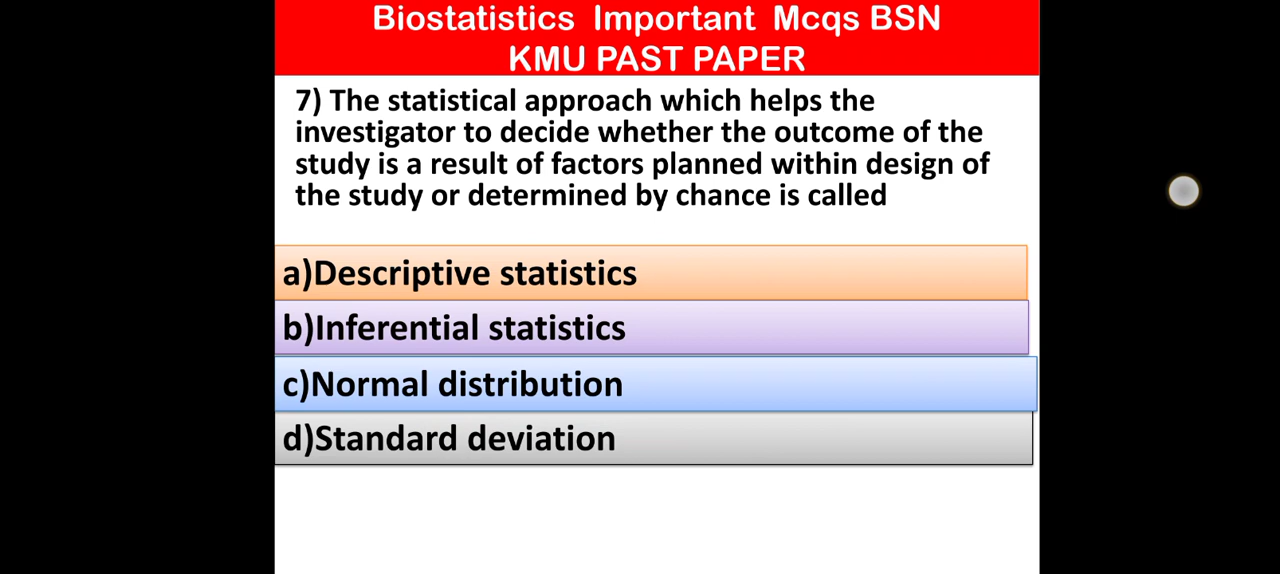 Biostatistics Important Mcqs BSN
KMU PAST PAPER
7) The statistical approach which helps the
investigator to decide whether the outcome of the
study is a result of factors planned within design of
the study or determined by chance is called
a)Descriptive statistics
b)Inferential statistics
c)Normal distribution
d)Standard deviation